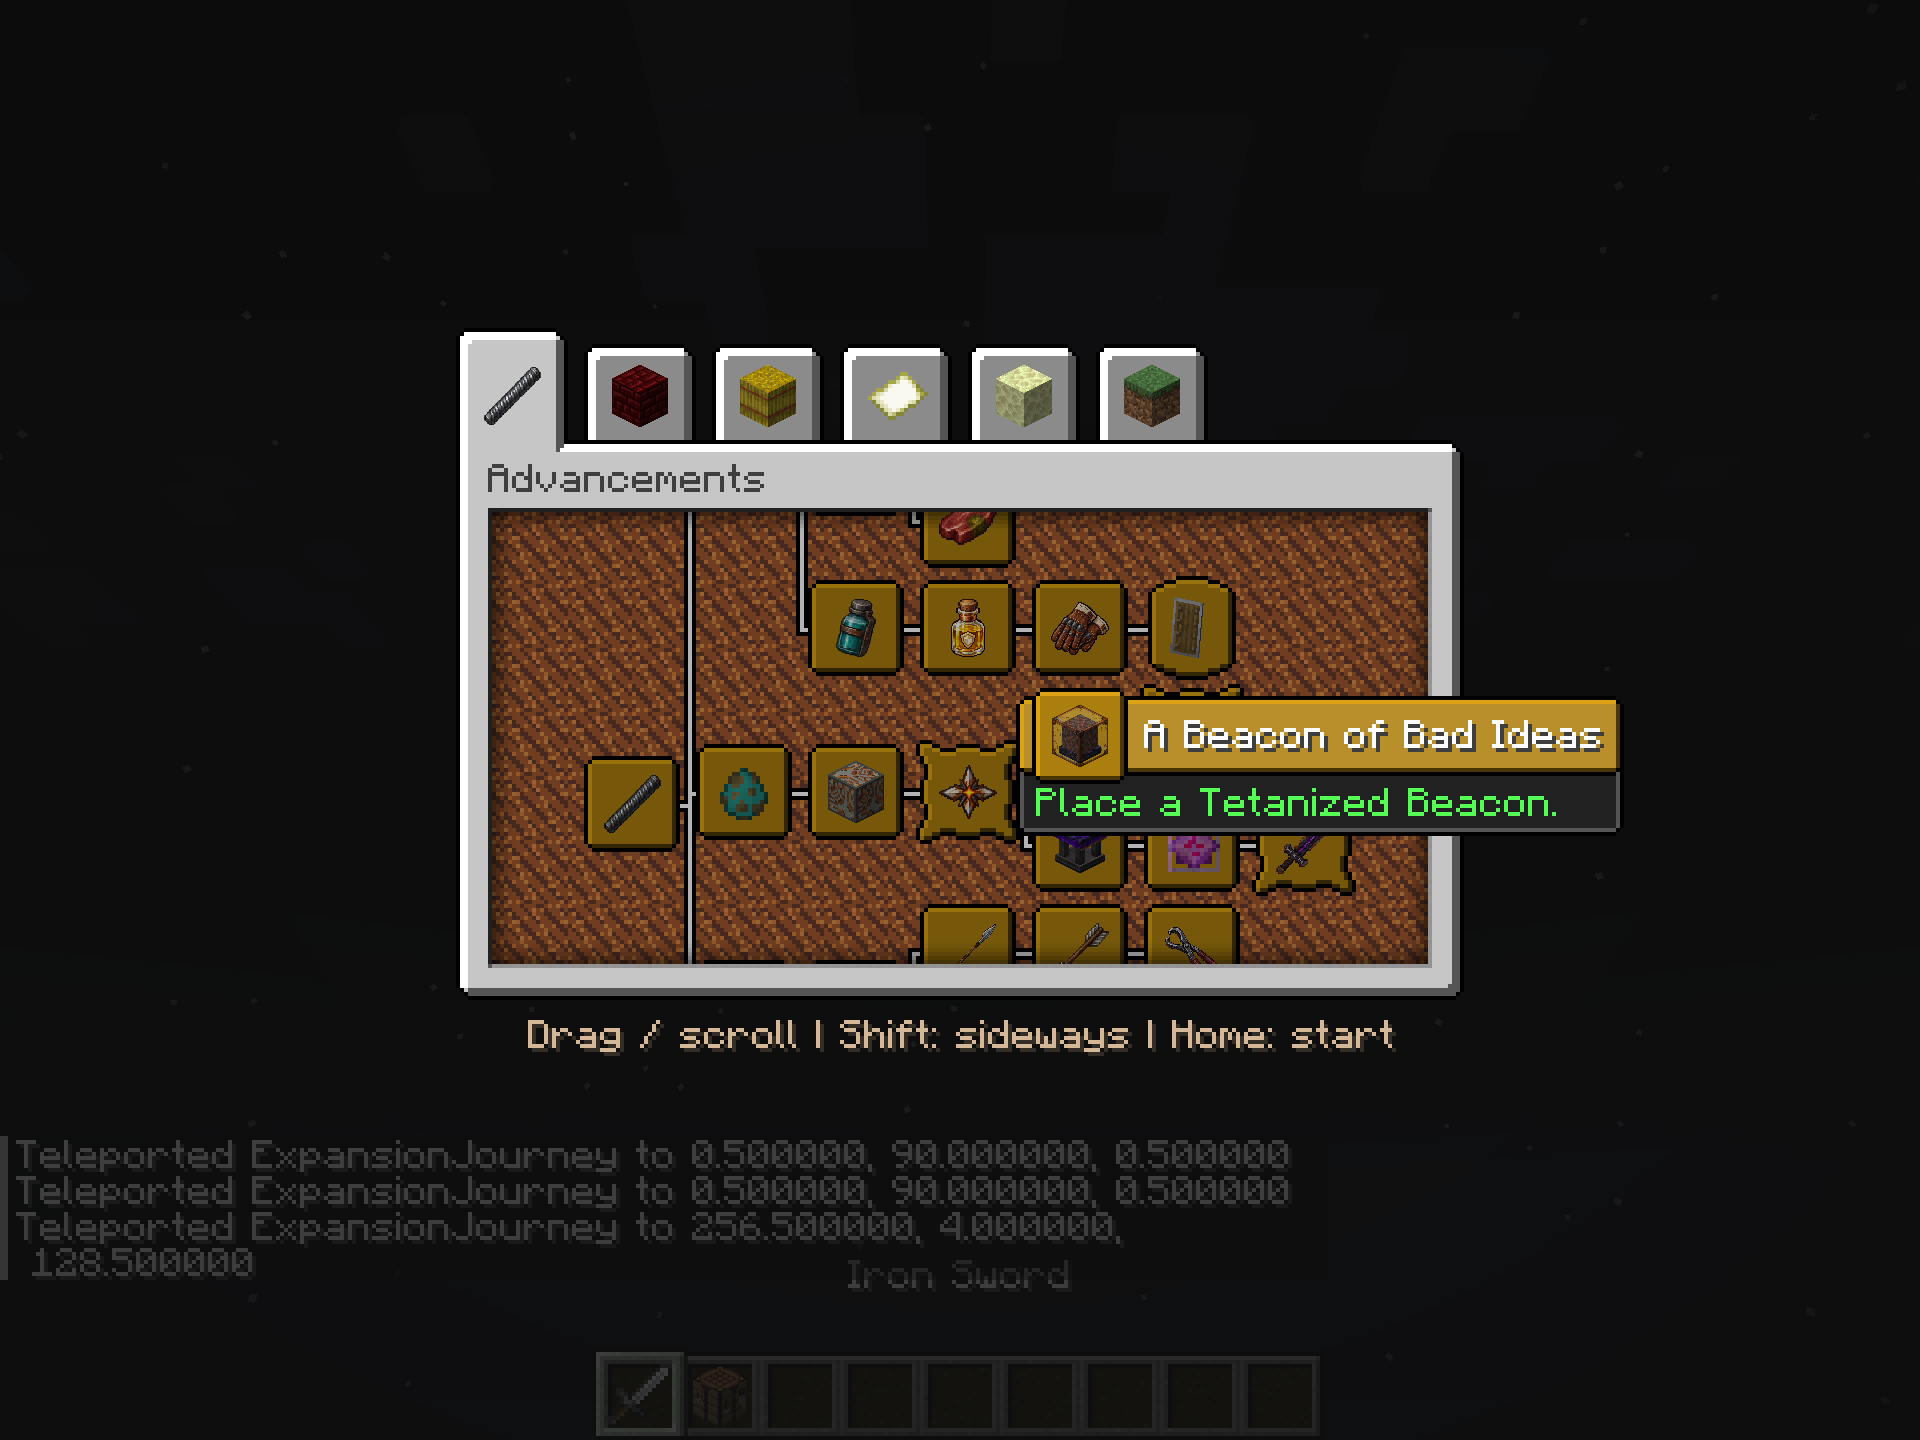 Advancements
A Beacon of Bad Ideas
Place a Tetanized Beacon.
Drag / scroll | Shift: sideways | Home: start
Teleported ExpansionJourney to 0.500000, 90.000000, 0.500000
Teleported ExpansionJourney to 0.500000, 90.000000, 0.500000
Teleported ExpansionJourney to 256.500000, 4.000000,
128.500000
Iron Sword